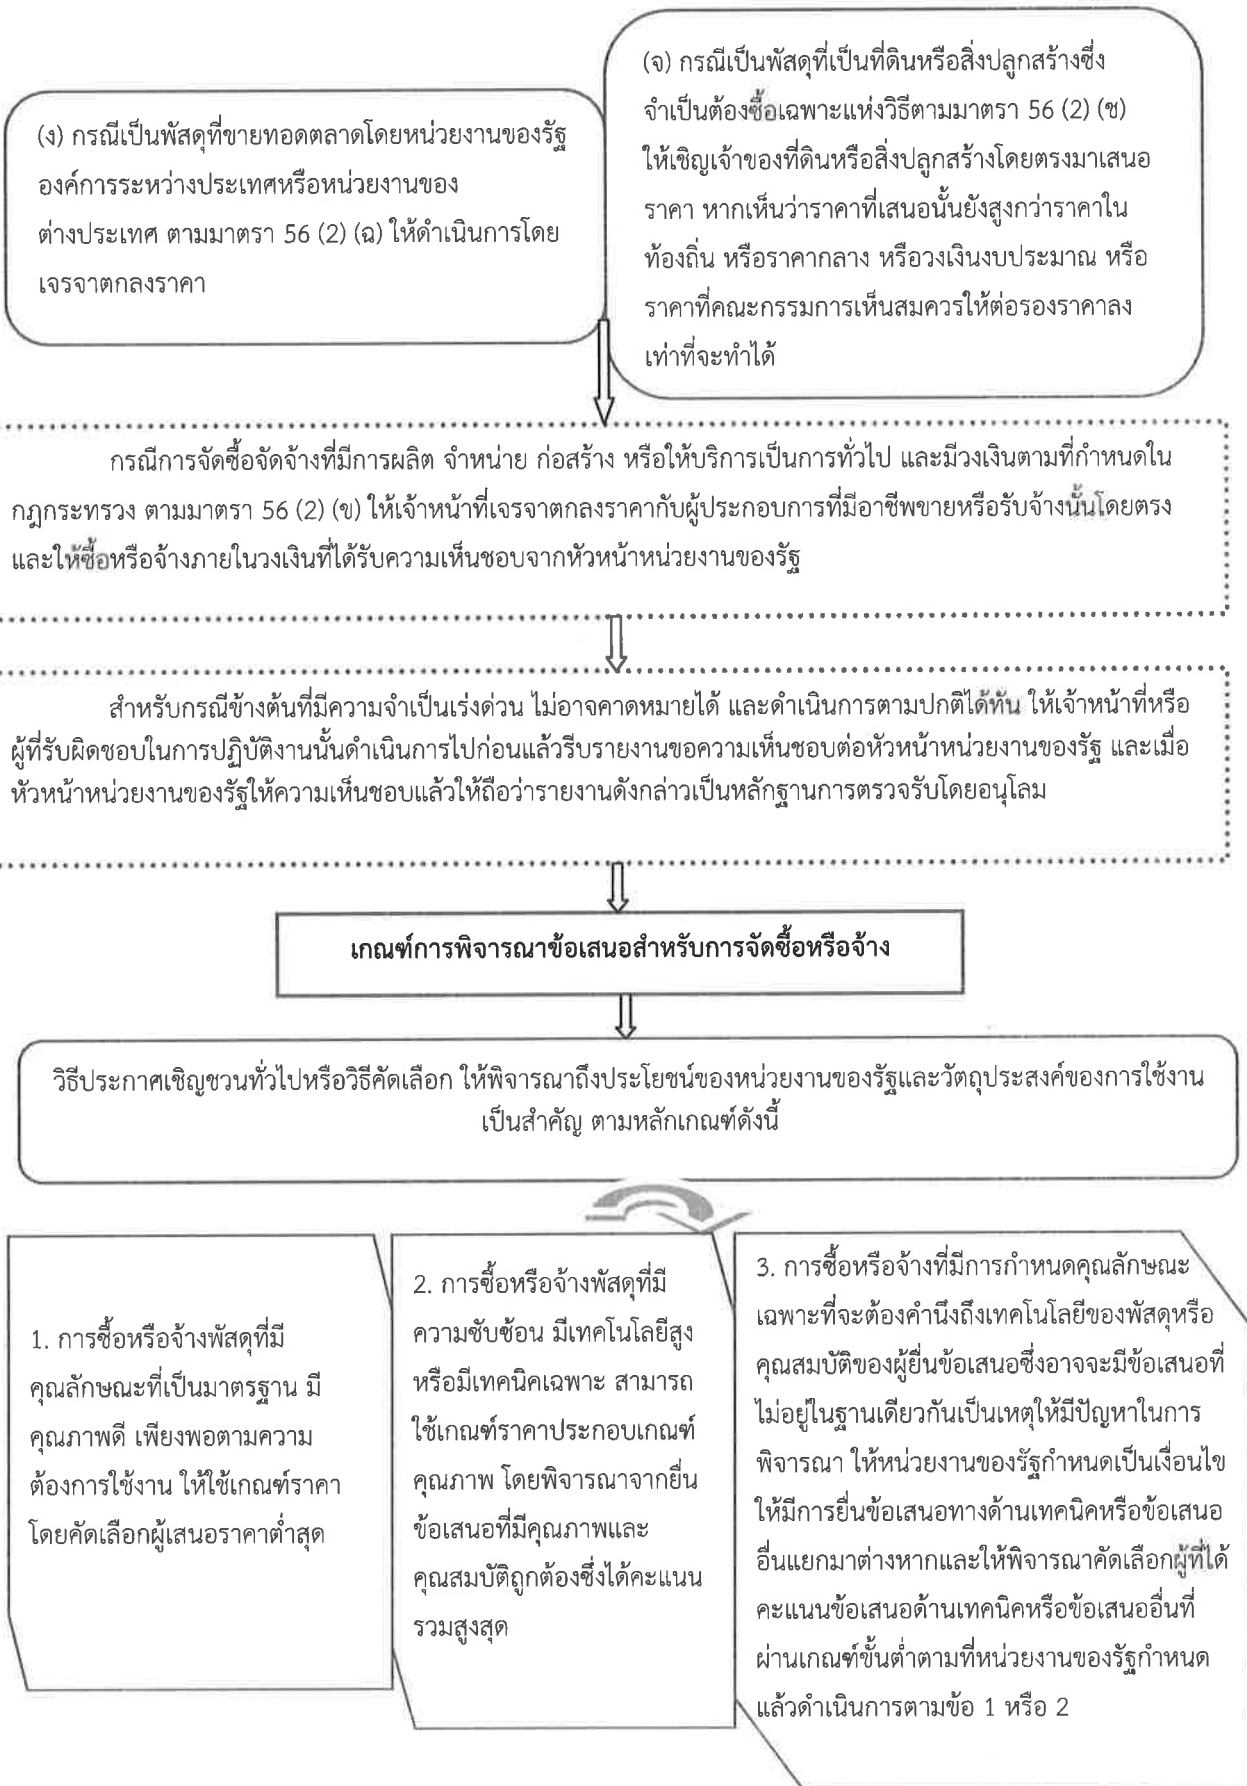 (ง) กรณีเป็นพัสดุที่ขายทอดตลาดโดยหน่วยงานของรัฐ
องค์การระหว่างประเทศหรือหน่วยงานของ
ต่างประเทศ ตามมาตรา 56 (2) (ฉ) ให้ดำเนินการโดย
เจรจาตกลงราคา
(จ) กรณีเป็นพัสดุที่เป็นที่ดินหรือสิ่งปลูกสร้างซึ่ง
จำเป็นต้องซื้อเฉพาะแห่งวิธีตามมาตรา 56 (2) (ช)
ให้เชิญเจ้าของที่ดินหรือสิ่งปลูกสร้างโดยตรงมาเสนอ
ราคา หากเห็นว่าราคาที่เสนอนั้นยังสูงกว่าราคาใน
ท้องถิ่น หรือราคากลาง หรือวงเงินงบประมาณ หรือ
ราคาที่คณะกรรมการเห็นสมควรให้ต่อรองราคาลง
เท่าที่จะทำได้
กรณีการจัดซื้อจัดจ้างที่มีการผลิต จำหน่าย ก่อสร้าง หรือให้บริการเป็นการทั่วไป และมีวงเงินตามที่กำหนดใน
กฎกระทรวง ตามมาตรา 56 (2) (ข) ให้เจ้าหน้าที่เจรจาตกลงราคากับผู้ประกอบการที่มีอาชีพขายหรือรับจ้างนั้นโดยตรง
และให้ซื้อหรือจ้างภายในวงเงินที่ได้รับความเห็นชอบจากหัวหน้าหน่วยงานของรัฐ
สำหรับกรณีข้างต้นที่มีความจำเป็นเร่งด่วน ไม่อาจคาดหมายได้ และดำเนินการตามปกติได้ทัน ให้เจ้าหน้าที่หรือ
ผู้ที่รับผิดชอบในการปฏิบัติงานนั้นดำเนินการไปก่อนแล้วรีบรายงานขอความเห็นชอบต่อหัวหน้าหน่วยงานของรัฐ และเมื่อ
หัวหน้าหน่วยงานของรัฐให้ความเห็นชอบแล้วให้ถือว่ารายงานดังกล่าวเป็นหลักฐานการตรวจรับโดยอนุโลม
เกณฑ์การพิจารณาข้อเสนอสำหรับการจัดซื้อหรือจ้าง
วิธีประกาศเชิญชวนทั่วไปหรือวิธีคัดเลือก ให้พิจารณาถึงประโยชน์ของหน่วยงานของรัฐและวัตถุประสงค์ของการใช้งาน
เป็นสำคัญ ตามหลักเกณฑ์ดังนี้
1. การซื้อหรือจ้างพัสดุที่มี
คุณลักษณะที่เป็นมาตรฐาน มี
คุณภาพดี เพียงพอตามความ
ต้องการใช้งาน ให้ใช้เกณฑ์ราคา
โดยคัดเลือกผู้เสนอราคาต่ำสุด
2. การซื้อหรือจ้างพัสดุที่มี
ความซับซ้อน มีเทคโนโลยีสูง
หรือมีเทคนิคเฉพาะ สามารถ
ใช้เกณฑ์ราคาประกอบเกณฑ์
คุณภาพ โดยพิจารณาจากยื่น
ข้อเสนอที่มีคุณภาพและ
คุณสมบัติถูกต้องซึ่งได้คะแนน
รวมสูงสุด
3. การซื้อหรือจ้างที่มีการกำหนดคุณลักษณะ
เฉพาะที่จะต้องคำนึงถึงเทคโนโลยีของพัสดุหรือ
คุณสมบัติของผู้ยื่นข้อเสนอซึ่งอาจจะมีข้อเสนอที่
ไม่อยู่ในฐานเดียวกันเป็นเหตุให้มีปัญหาในการ
พิจารณา ให้หน่วยงานของรัฐกำหนดเป็นเงื่อนไข
ให้มีการยื่นข้อเสนอทางด้านเทคนิคหรือข้อเสนอ
อื่นแยกมาต่างหากและให้พิจารณาคัดเลือกผู้ที่ได้
คะแนนข้อเสนอด้านเทคนิคหรือข้อเสนออื่นที่
ผ่านเกณฑ์ขั้นต่ำตามที่หน่วยงานของรัฐกำหนด
แล้วดำเนินการตามข้อ 1 หรือ 2